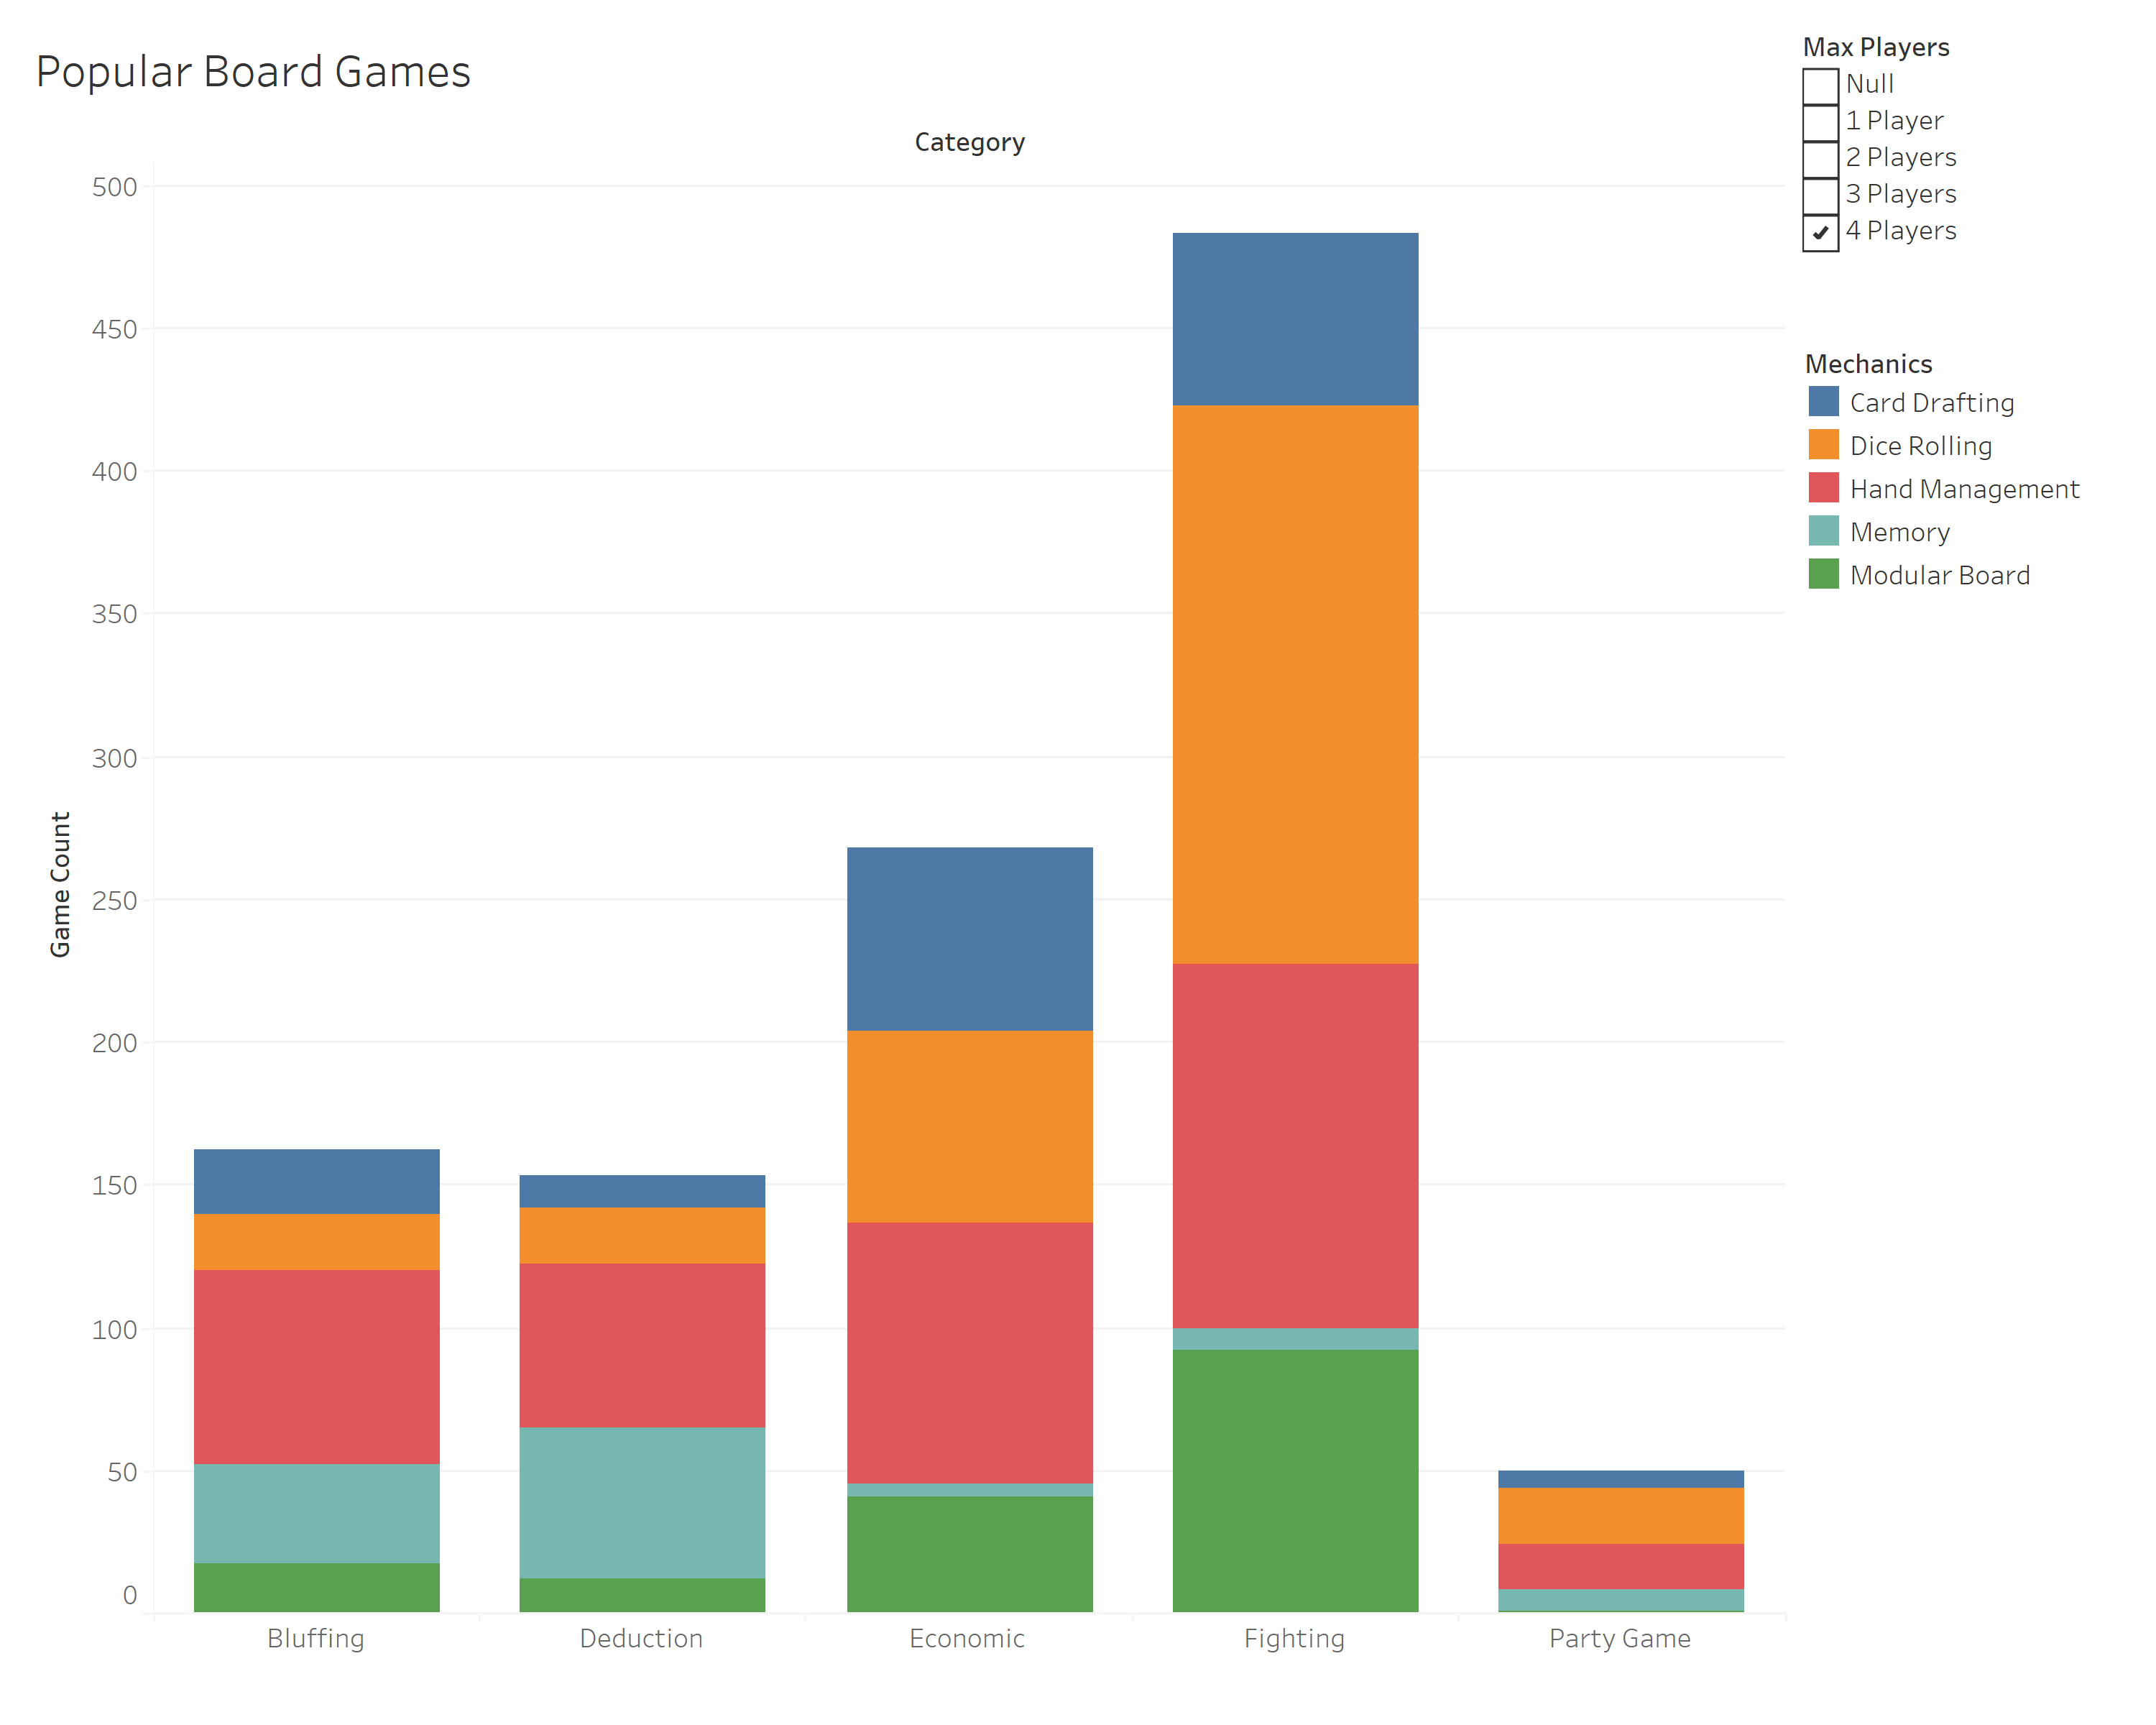 Popular Board Games
Category
500
450
400
350
300
250
200
150
100
50
0
Game Count
Bluffing
Deduction
Economic
Fighting
Party Game
Max Players
Null
1 Player
2 Players
3 Players
4 Players
Mechanics
Card Drafting
Dice Rolling
Hand Management
Memory
Modular Board